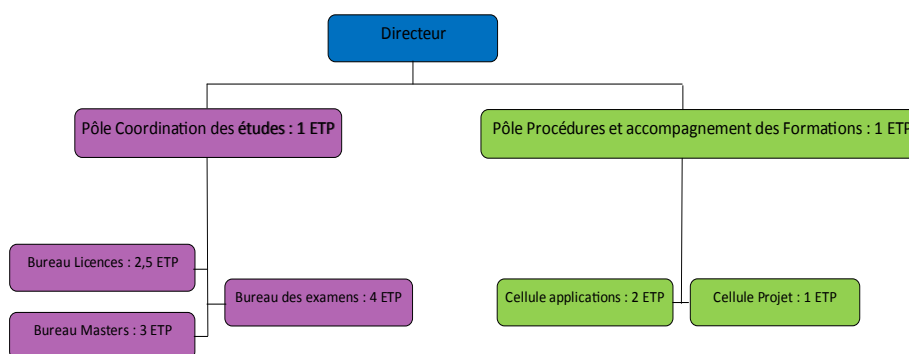 Directeur
Pôle Coordination des études : 1 ETP
Pôle Procédures et accompagnement des Formations : 1 ETP
Bureau Licences : 2,5 ETP
Bureau des examens : 4 ETP
Cellule applications : 2 ETP
Cellule Projet : 1 ETP
Bureau Masters : 3 ETP